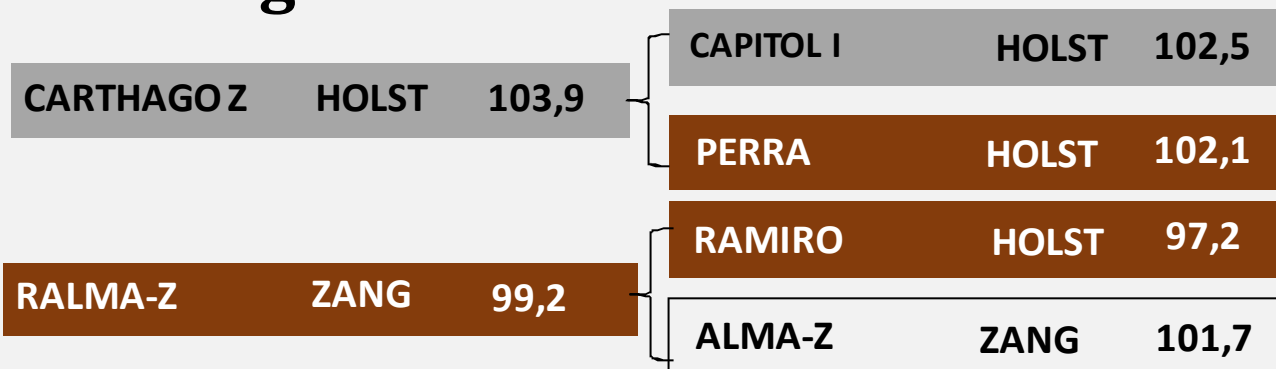 g
CAPITOL I HOLST 102,5
CARTHAGO Z HOLST 103,9
PERRA HOLST 102,1
RAMIRO HOLST 97,2
RALMA-Z ZANG 99,2
ALMA-Z ZANG 101,7